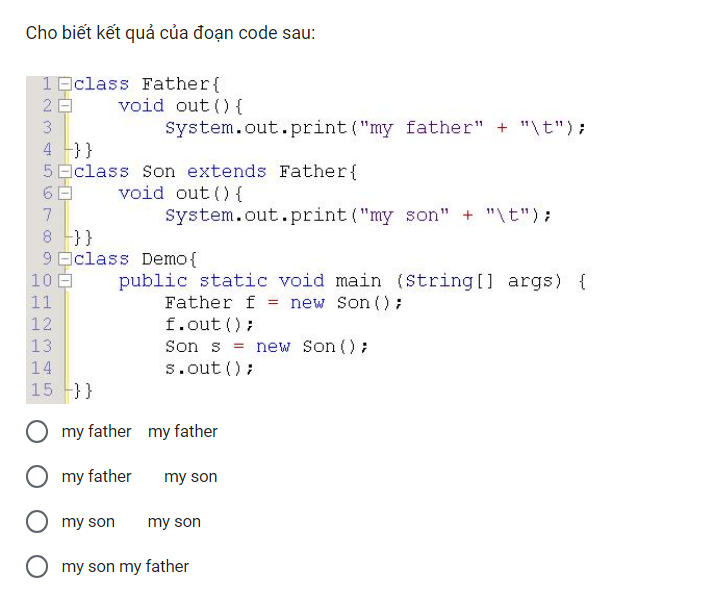 Cho biết kết quả của đoạn code sau:
1 class Father{
2 void out(){
3 System.out.print("my father" + "\t");
4 }}
5 class Son extends Father{
6 void out(){
7 System.out.print("my son" + "\t");
8 }}
9 class Demo{
10 public static void main (String[] args) {
11 Father f = new Son();
12 f.out();
13 Son s = new Son();
14 s.out();
15 }}
my father my father
my father my son
my son my son
my son my father